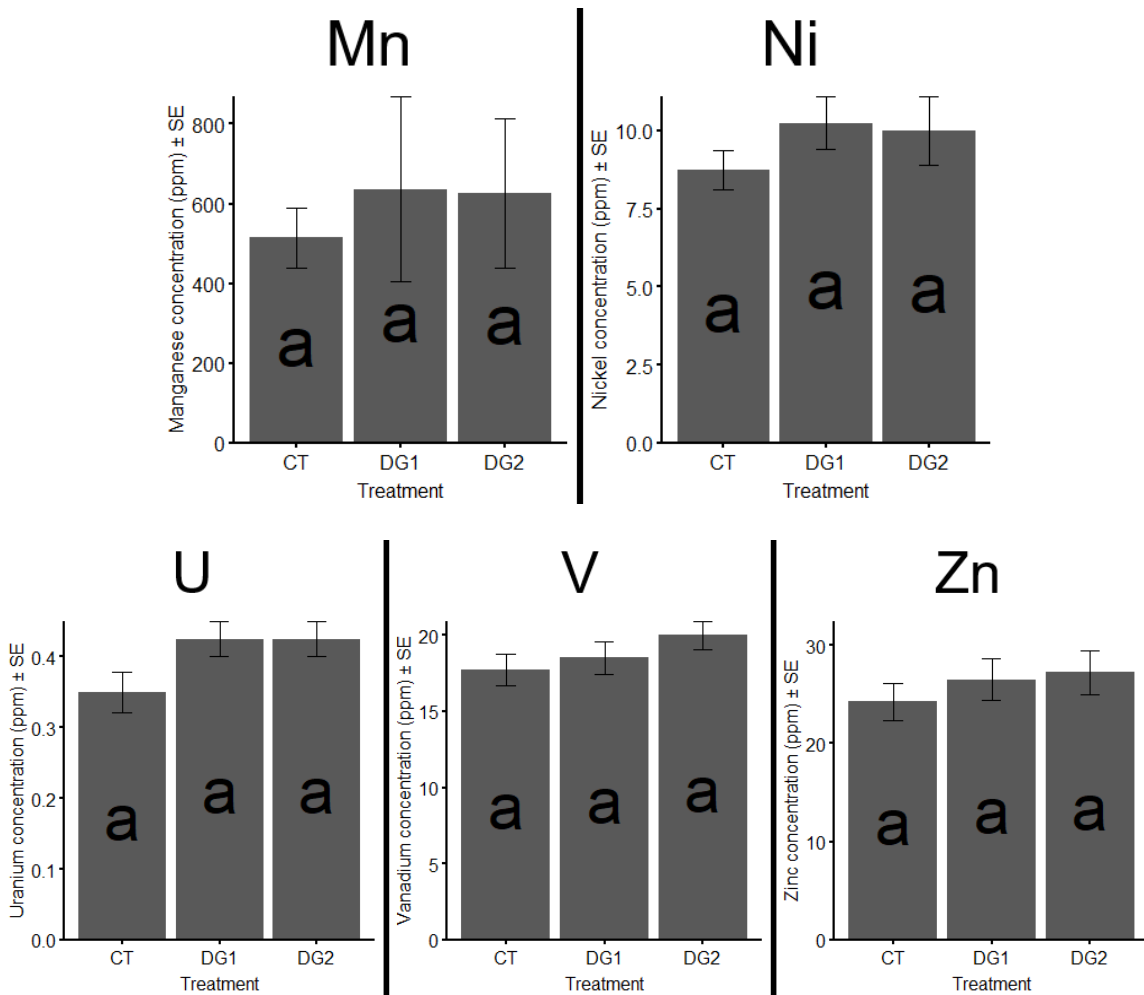 Mn
Manganese concentration (ppm) ± SE
800
600
400
200
0
a
a
a
CT
DG1
DG2
Treatment
Ni
Nickel concentration (ppm) ± SE
10.0
7.5
5.0
2.5
0.0
a
a
a
CT
DG1
DG2
Treatment
U
Uranium concentration (ppm) ± SE
0.4
0.3
0.2
0.1
0.0
a
a
a
CT
DG1
DG2
Treatment
V
Vanadium concentration (ppm) ± SE
20
15
10
5
0
a
a
a
CT
DG1
DG2
Treatment
Zn
Zinc concentration (ppm) ± SE
30
20
10
0
a
a
a
CT
DG1
DG2
Treatment